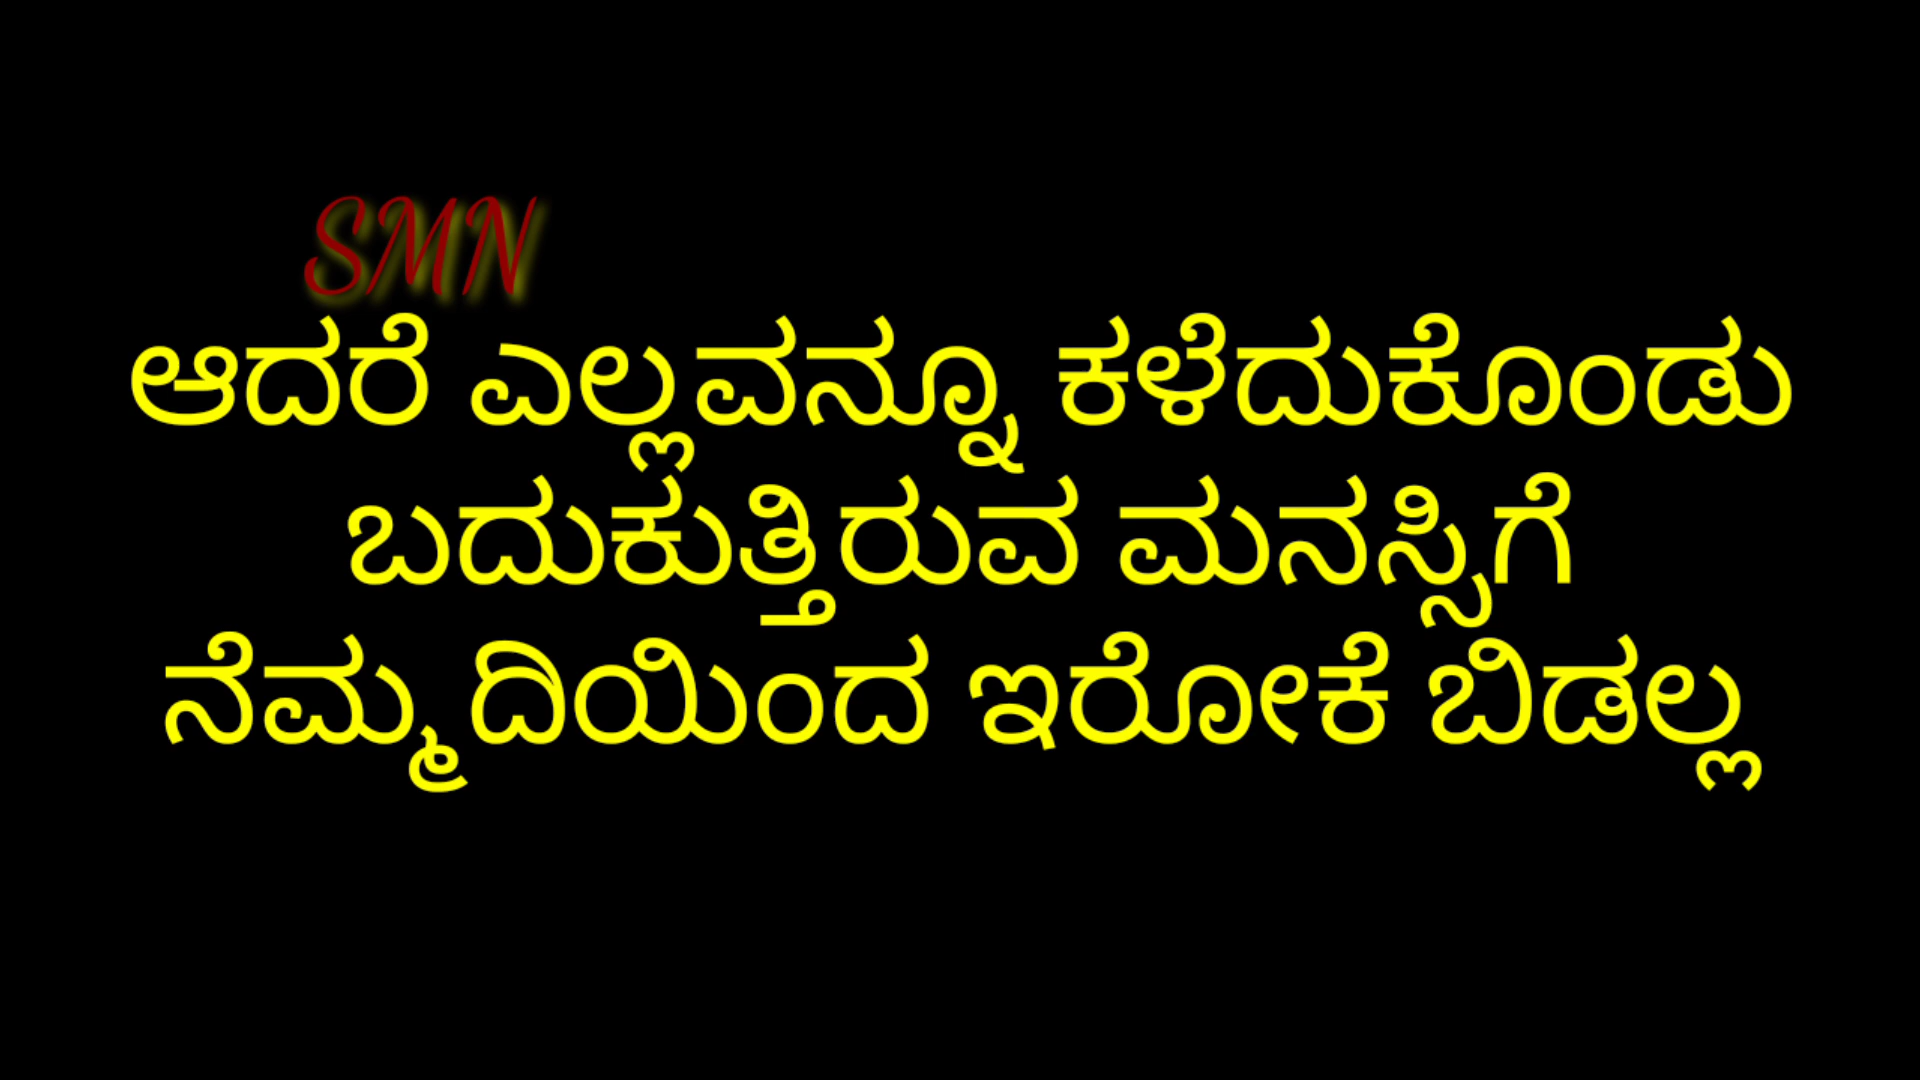 SMN
ಆದರೆ ಎಲ್ಲವನ್ನೂ ಕಳೆದುಕೊಂಡು
ಬದುಕುತ್ತಿರುವ ಮನಸ್ಸಿಗೆ
ನೆಮ್ಮದಿಯಿಂದ ಇರೋಕೆ ಬಿಡಲ್ಲ